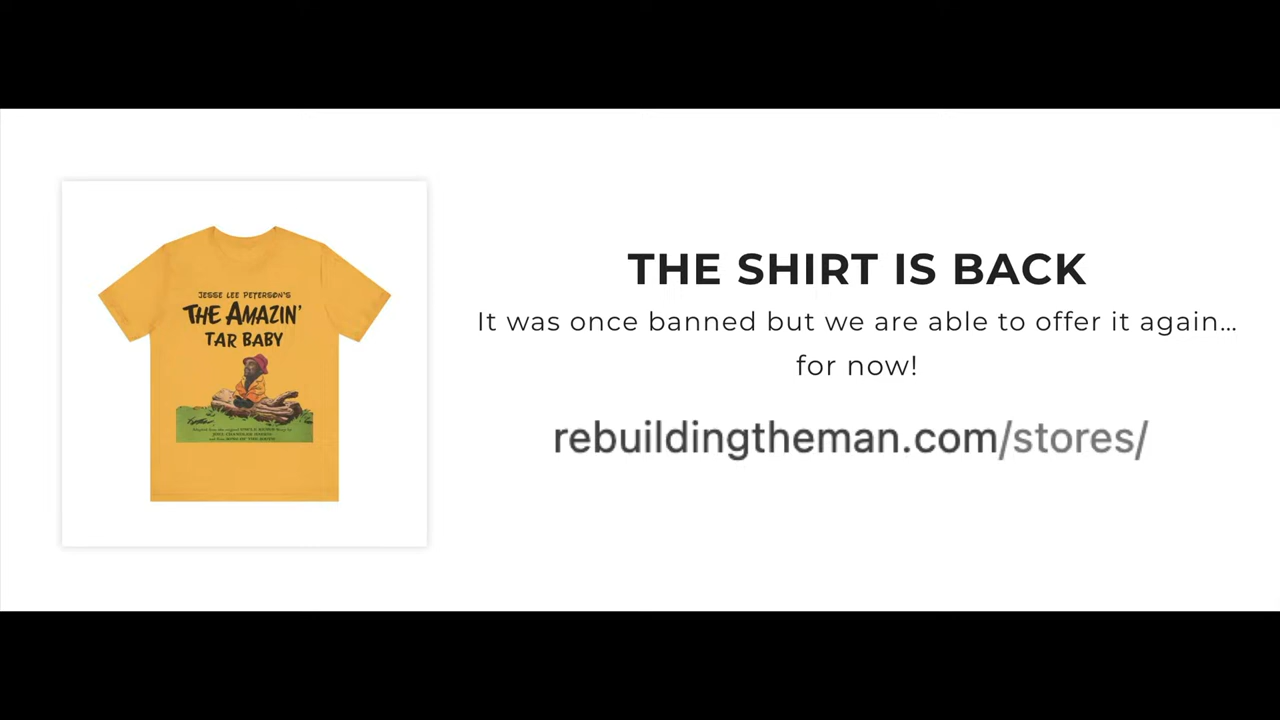 JESSE LEE PETERSON'S
THE AMAZIN'
TAR BABY
THE SHIRT IS BACK
It was once banned but we are able to offer it again...
for now!
rebuildingtheman.com/stores/